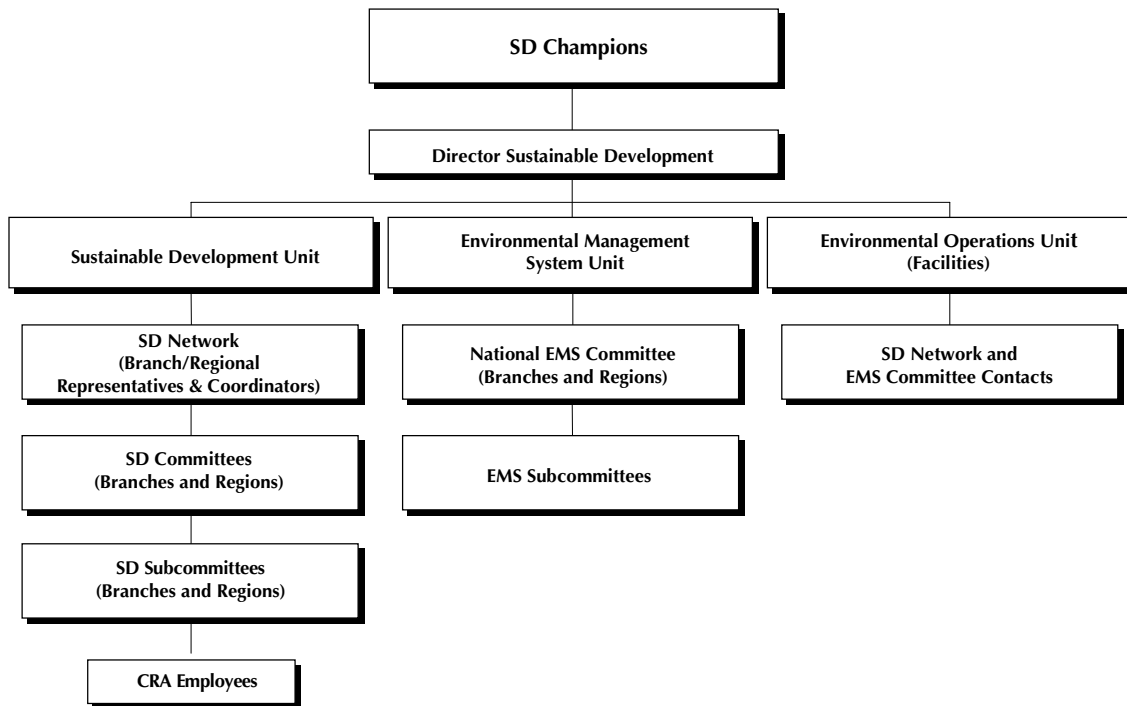 SD Champions
Director Sustainable Development
Sustainable Development Unit
Environmental Management
System Unit
Environmental Operations Unit
(Facilities)
SD Network
(Branch/Regional
Representatives & Coordinators)
National EMS Committee
(Branches and Regions)
SD Network and
EMS Committee Contacts
SD Committees
(Branches and Regions)
EMS Subcommittees
SD Subcommittees
(Branches and Regions)
CRA Employees